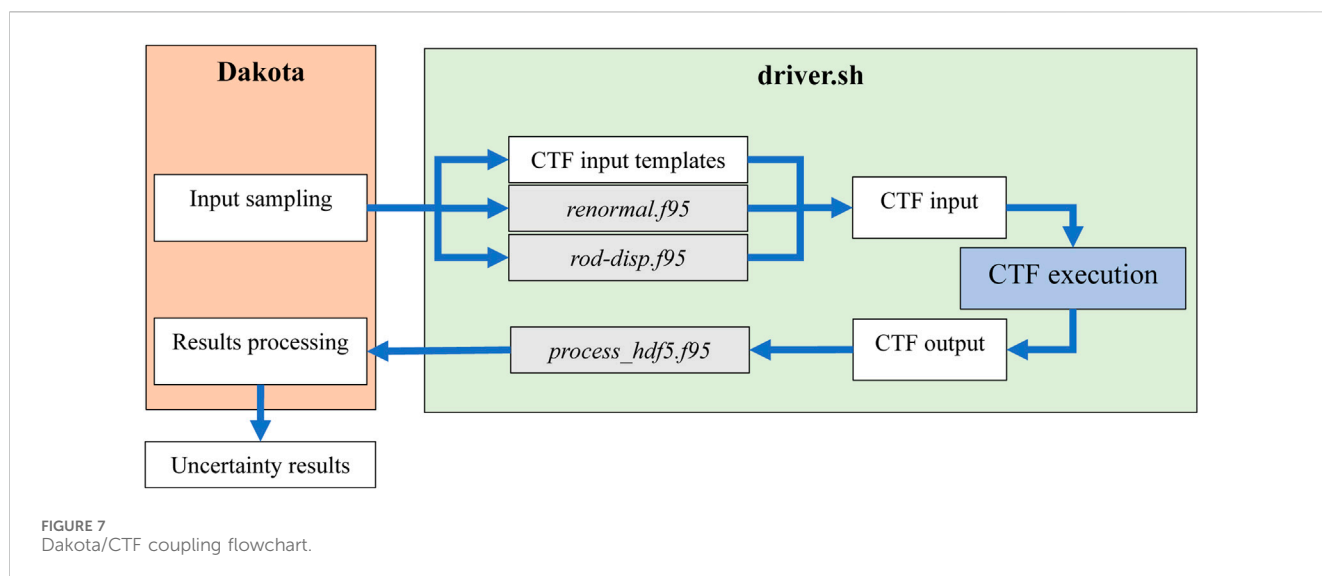 Dakota
driver.sh
CTF input templates
Input sampling
renormal.f95
CTF input
rod-disp.f95
CTF execution
Results processing
process_hdf5.f95
CTF output
Uncertainty results
FIGURE 7
Dakota/CTF coupling flowchart.